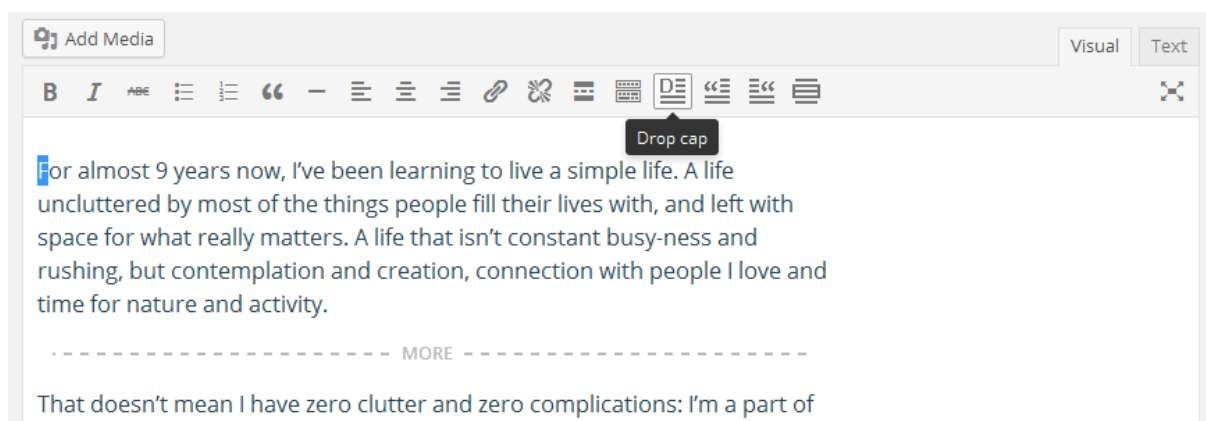 Add Media
Visual Text
B I ABC
Drop cap
For almost 9 years now, I've been learning to live a simple life. A life
uncluttered by most of the things people fill their lives with, and left with
space for what really matters. A life that isn't constant busy-ness and
rushing, but contemplation and creation, connection with people I love and
time for nature and activity.
MORE
That doesn't mean I have zero clutter and zero complications: I'm a part of